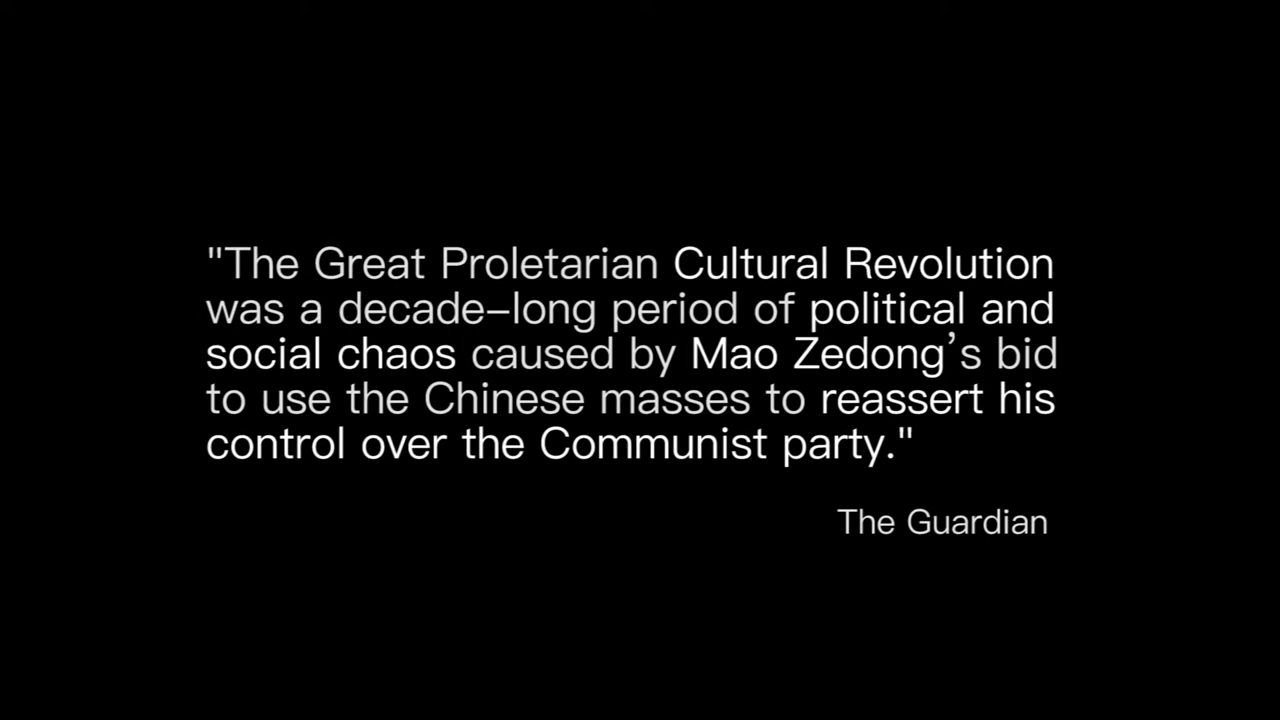 "The Great Proletarian Cultural Revolution
was a decade–long period of political and
social chaos caused by Mao Zedong’s bid
to use the Chinese masses to reassert his
control over the Communist party."
The Guardian